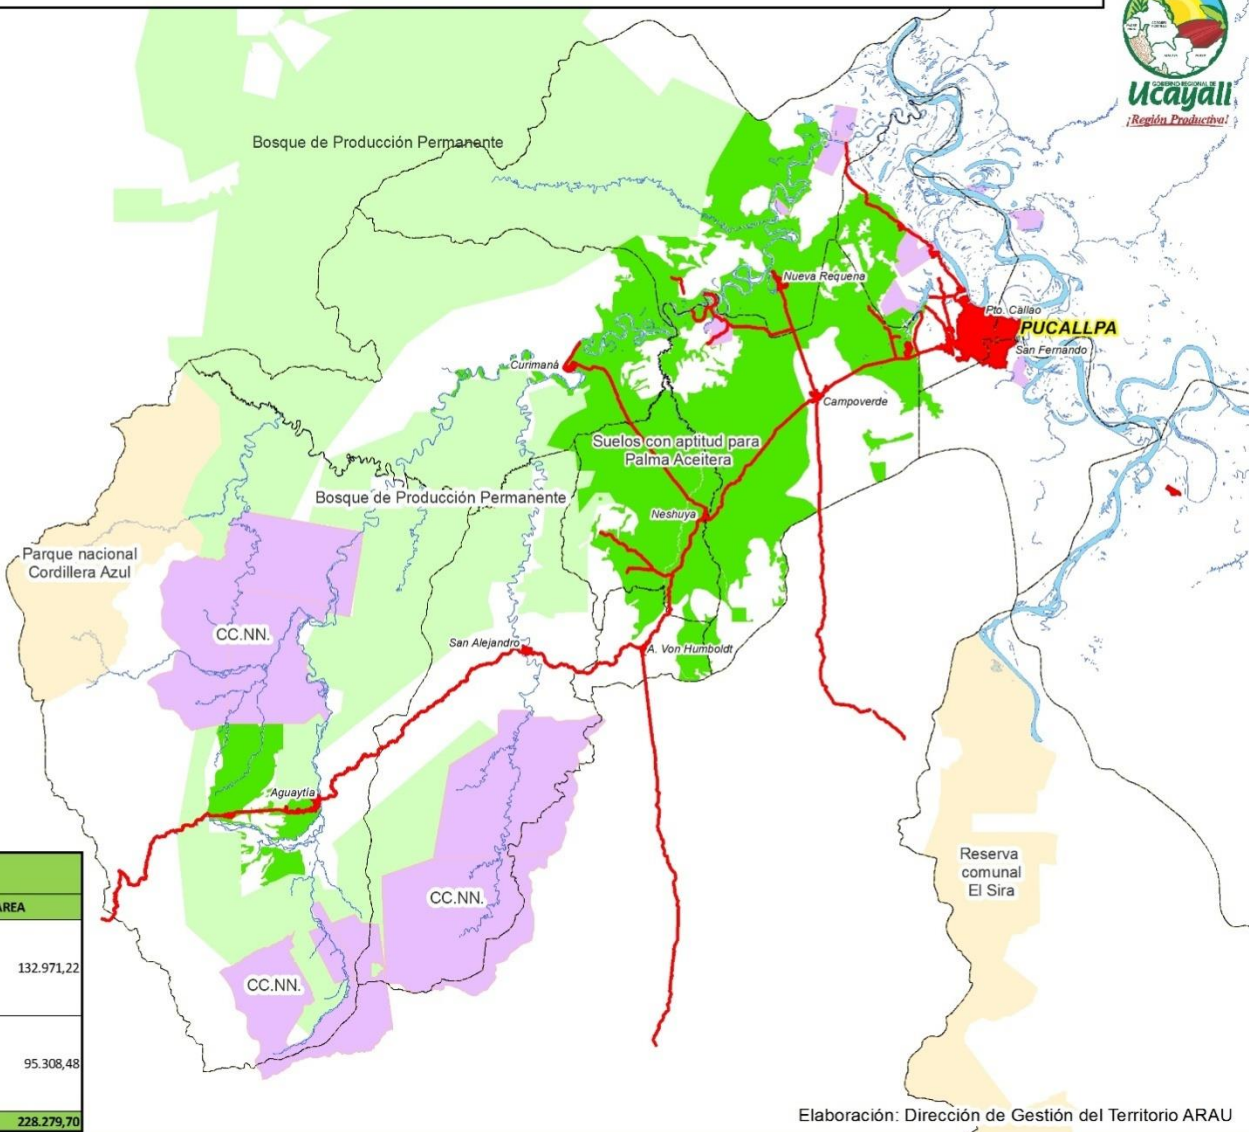 GOBIERNO REGIONAL DE
Ucayali
¡Región Productiva!
Bosque de Producción Permanente
Nueva Requena
Pto. Callao
PUCALLPA
San Fernando
Curimaná
Campoverde
Suelos con aptitud para
Palma Aceitera
Bosque de Producción Permanente
Neshuya
Parque nacional
Cordillera Azul
CC.NN.
San Alejandro
A. Von Humboldt
Aguaytía
Reserva
comunal
El Sira
CC.NN.
CC.NN.
AREA
132.971,22
95.308,48
228.279,70
Elaboración: Dirección de Gestión del Territorio ARAU